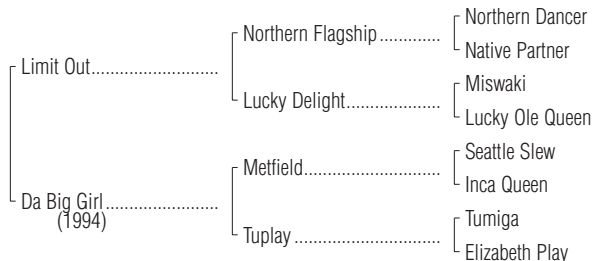 Northern Dancer
Northern Flagship.............
Native Partner
Limit Out...........................
Miswaki
Lucky Delight....................
Lucky Ole Queen
Seattle Slew
Metfield.............................
Inca Queen
Da Big Girl........................
(1994)
Tumiga
Tuplay ...............................
Elizabeth Play